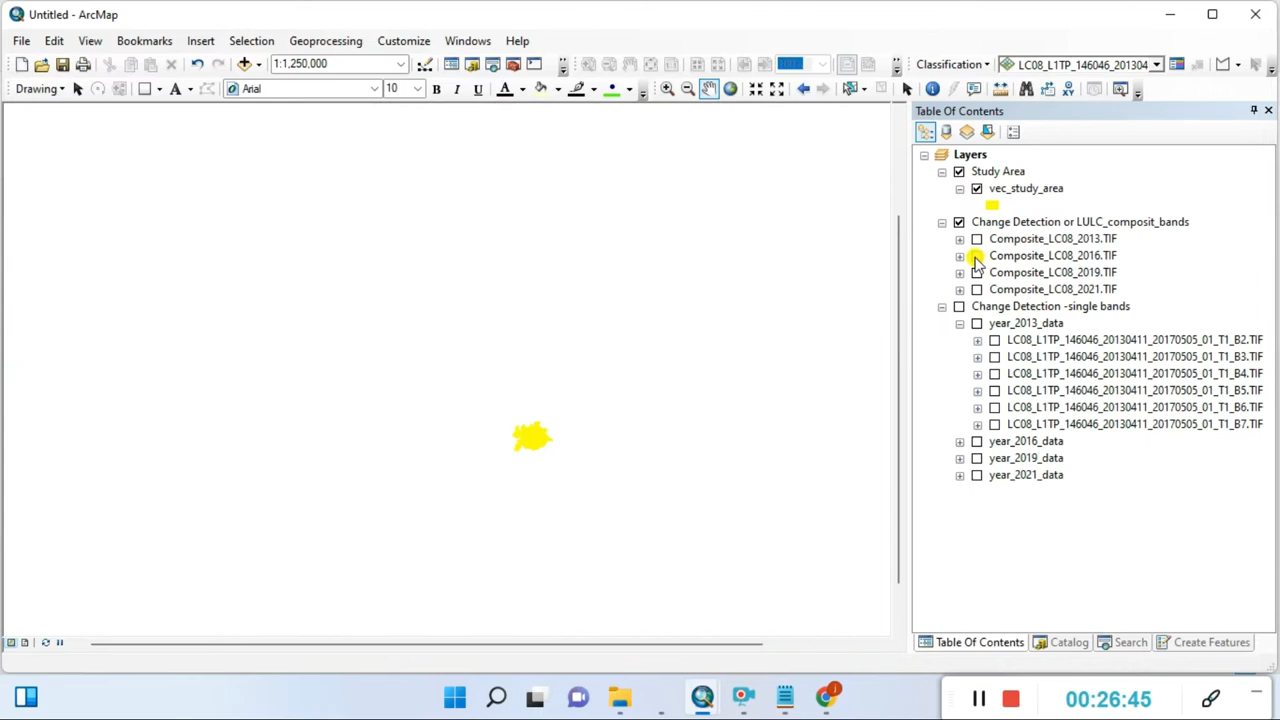 Untitled - ArcMap
File Edit View Bookmarks Insert Selection Geoprocessing Customize Windows Help
1:1,250,000
Classification
LC08_L1TP_146046_201304
Drawing
Arial
10
B I U A
Table Of Contents
Layers
Study Area
vec_study_area
Change Detection or LULC_composit_bands
Composite_LC08_2013.TIF
Composite_LC08_2016.TIF
Composite_LC08_2019.TIF
Composite_LC08_2021.TIF
Change Detection -single bands
year_2013_data
LC08_L1TP_146046_20130411_20170505_01_T1_B2.TIF
LC08_L1TP_146046_20130411_20170505_01_T1_B3.TIF
LC08_L1TP_146046_20130411_20170505_01_T1_B4.TIF
LC08_L1TP_146046_20130411_20170505_01_T1_B5.TIF
LC08_L1TP_146046_20130411_20170505_01_T1_B6.TIF
LC08_L1TP_146046_20130411_20170505_01_T1_B7.TIF
year_2016_data
year_2019_data
year_2021_data
Table Of Contents Catalog Search Create Features
00:26:45